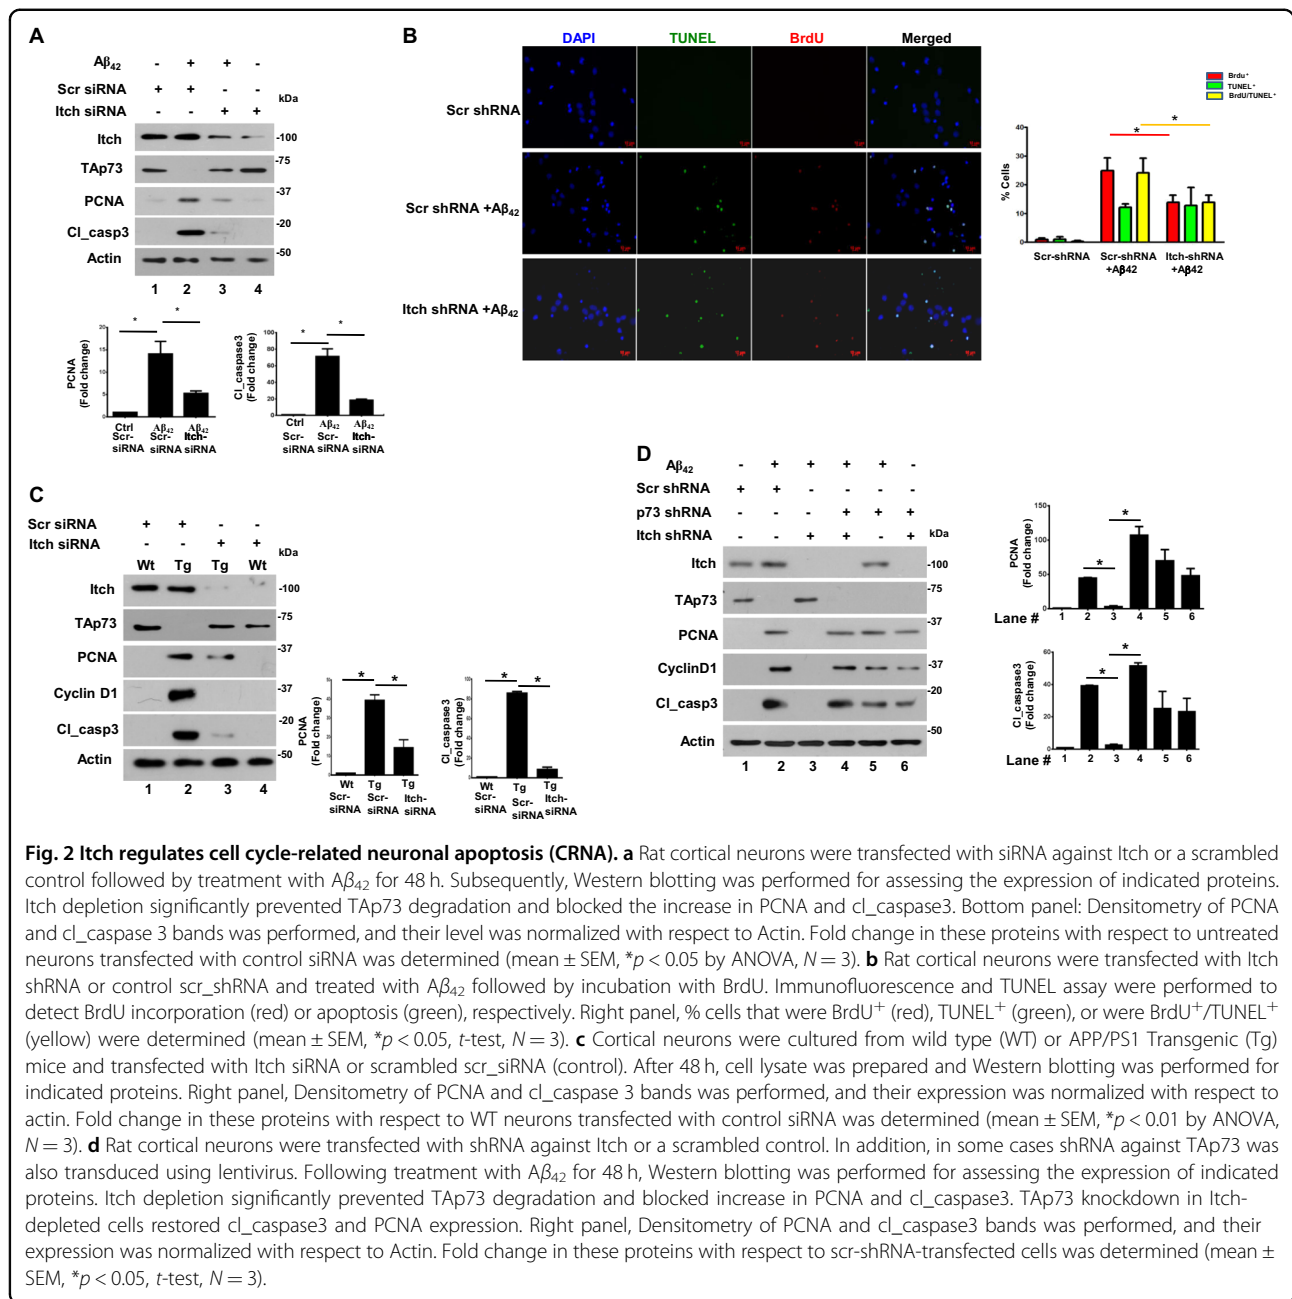 A
Aβ₄₂ - + + -
Scr siRNA + + - -
Itch siRNA - - + +
kDa
Itch -100
-75
TAp73
-37
PCNA
-20
Cl_casp3
-50
Actin
1 2 3 4
PCNA
(Fold change)
20
15
10
5
0
* *
Ctrl Aβ₄₂ Aβ₄₂
Scr- Scr- Itch-
siRNA siRNA siRNA
Cl_caspase3
(Fold change)
100
80
60
40
20
0
* *
Ctrl Aβ₄₂ Aβ₄₂
Scr- Scr- Itch-
siRNA siRNA siRNA
B
DAPI TUNEL BrdU Merged
Scr shRNA
Scr shRNA +Aβ₄₂
Itch shRNA +Aβ₄₂
Brdu⁺
TUNEL⁺
BrdU/TUNEL⁺
% Cells
40
30
20
10
0
* *
Scr-shRNA Scr-shRNA Itch-shRNA
+Aβ42 +Aβ42
C
Scr siRNA + + - -
Itch siRNA - - + +
Wt Tg Tg Wt
kDa
Itch -100
-75
TAp73
-37
PCNA
-37
Cyclin D1
-20
Cl_casp3
-50
Actin
1 2 3 4
PCNA
(Fold change)
* *
Wt Tg Tg
Scr- Scr- Itch-
siRNA siRNA siRNA
Cl_caspase3
(Fold change)
* *
Wt Tg Tg
Scr- Scr- Itch-
siRNA siRNA siRNA
D
Aβ₄₂ - + + + + -
Scr shRNA + + - - - -
p73 shRNA - - - + + +
Itch shRNA - - + + - +
kDa
Itch -100
-75
TAp73
-37
PCNA
-37
CyclinD1
-20
Cl_casp3
-50
Actin
1 2 3 4 5 6
PCNA
(Fold change)
150
100
50
0
* *
Lane # 1 2 3 4 5 6
Cl_caspase3
(Fold change)
60
40
20
0
* *
Lane # 1 2 3 4 5 6
Fig. 2 Itch regulates cell cycle-related neuronal apoptosis (CRNA). a Rat cortical neurons were transfected with siRNA against Itch or a scrambled
control followed by treatment with Aβ₄₂ for 48 h. Subsequently, Western blotting was performed for assessing the expression of indicated proteins.
Itch depletion significantly prevented TAp73 degradation and blocked the increase in PCNA and cl_caspase3. Bottom panel: Densitometry of PCNA
and cl_caspase 3 bands was performed, and their level was normalized with respect to Actin. Fold change in these proteins with respect to untreated
neurons transfected with control siRNA was determined (mean ± SEM, *p < 0.05 by ANOVA, N = 3). b Rat cortical neurons were transfected with Itch
shRNA or control scr_shRNA and treated with Aβ₄₂ followed by incubation with BrdU. Immunofluorescence and TUNEL assay were performed to
detect BrdU incorporation (red) or apoptosis (green), respectively. Right panel, % cells that were BrdU⁺ (red), TUNEL⁺ (green), or were BrdU⁺/TUNEL⁺
(yellow) were determined (mean ± SEM, *p < 0.05, t-test, N = 3). c Cortical neurons were cultured from wild type (WT) or APP/PS1 Transgenic (Tg)
mice and transfected with Itch siRNA or scrambled scr_siRNA (control). After 48 h, cell lysate was prepared and Western blotting was performed for
indicated proteins. Right panel, Densitometry of PCNA and cl_caspase 3 bands was performed, and their expression was normalized with respect to
actin. Fold change in these proteins with respect to WT neurons transfected with control siRNA was determined (mean ± SEM, *p < 0.01 by ANOVA,
N = 3). d Rat cortical neurons were transfected with shRNA against Itch or a scrambled control. In addition, in some cases shRNA against TAp73 was
also transduced using lentivirus. Following treatment with Aβ₄₂ for 48 h, Western blotting was performed for assessing the expression of indicated
proteins. Itch depletion significantly prevented TAp73 degradation and blocked increase in PCNA and cl_caspase3. TAp73 knockdown in Itch-
depleted cells restored cl_caspase3 and PCNA expression. Right panel, Densitometry of PCNA and cl_caspase3 bands was performed, and their
expression was normalized with respect to Actin. Fold change in these proteins with respect to scr-shRNA-transfected cells was determined (mean ±
SEM, *p < 0.05, t-test, N = 3).